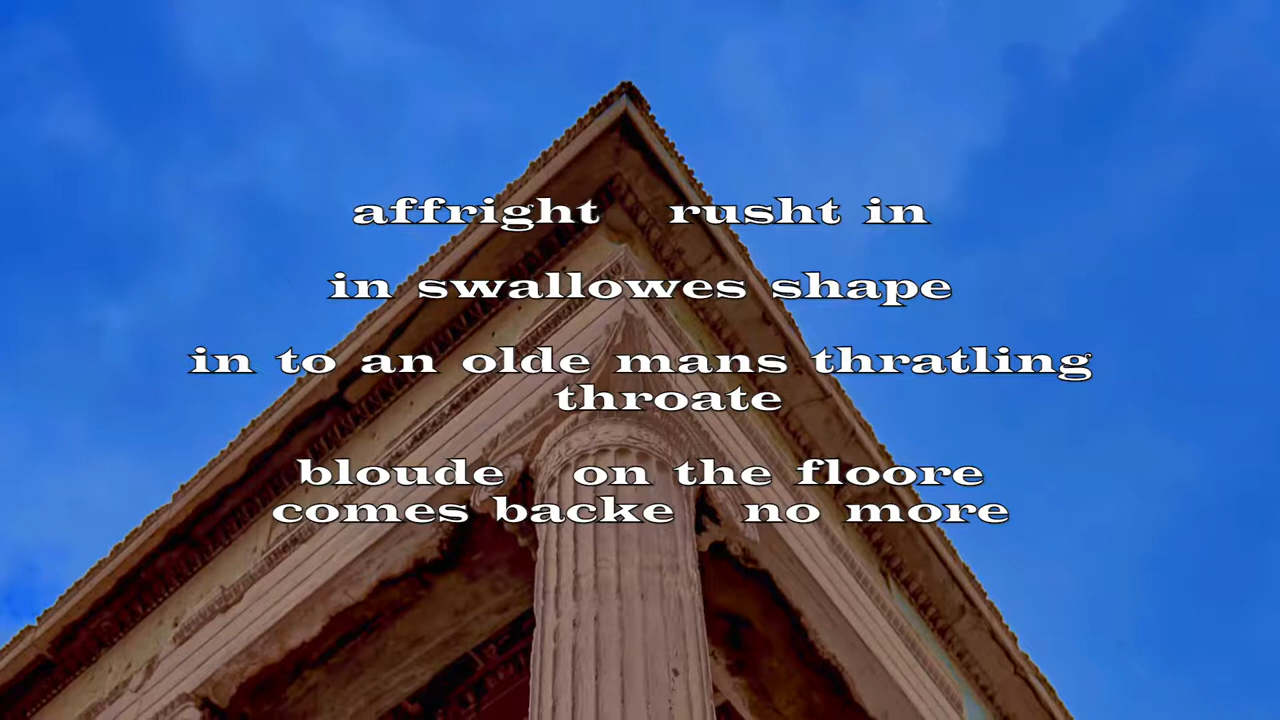 affright rusht in
in swallowes shape
in to an olde mans thratling
throate
bloude on the floore
comes backe no more